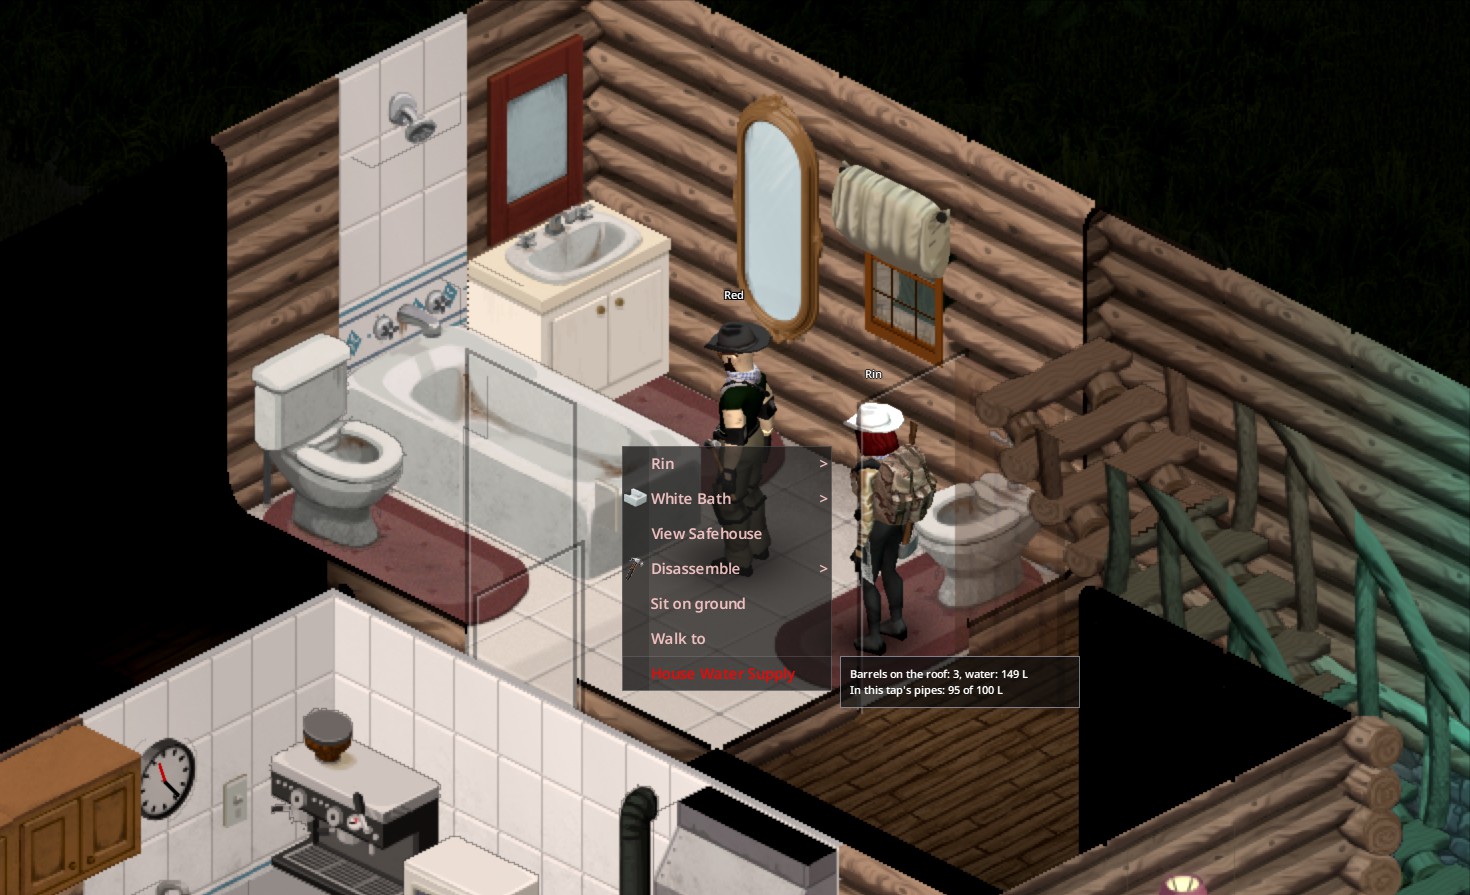 Red
Rin
Rin >
White Bath >
View Safehouse
Disassemble >
Sit on ground
Walk to
House Water Supply
Barrels on the roof: 3, water: 149 L
In this tap's pipes: 95 of 100 L